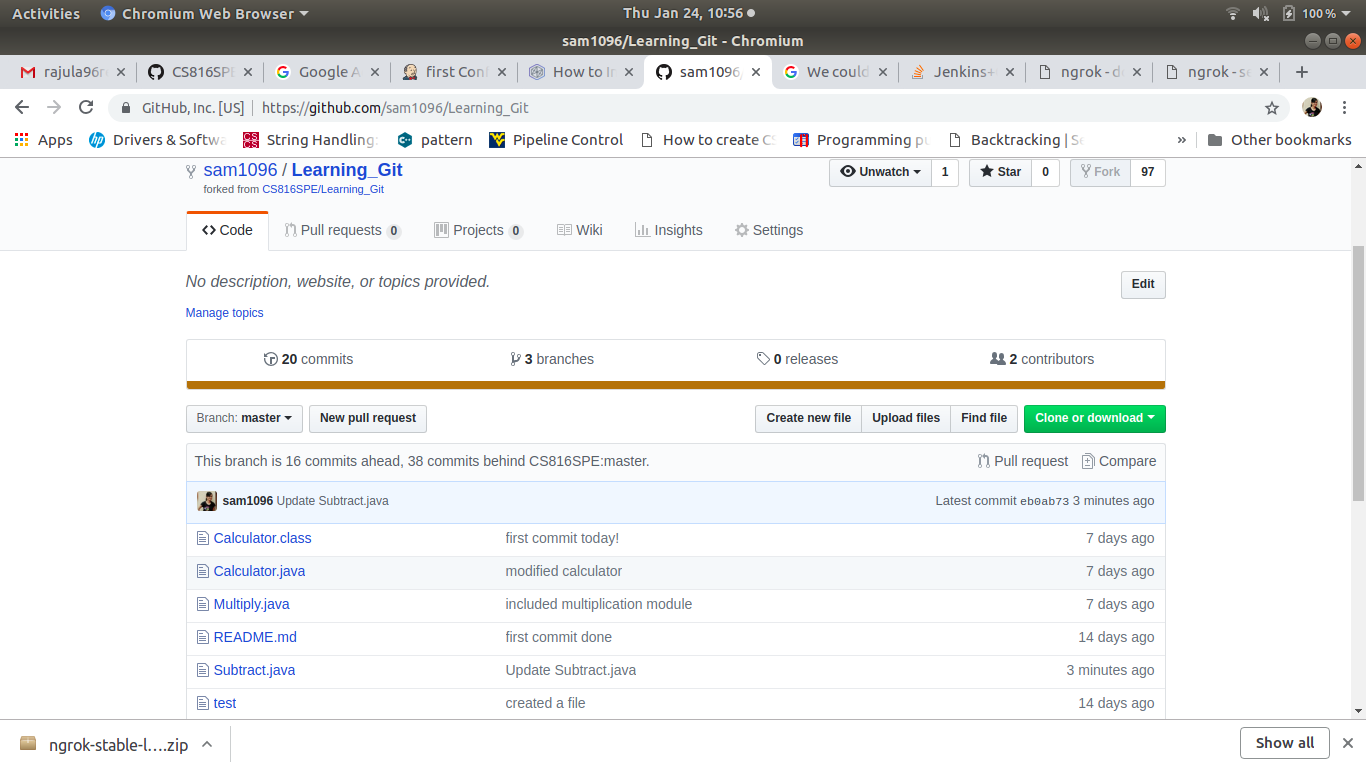 Activities Chromium Web Browser Thu Jan 24, 10:56 100 %
sam1096/Learning_Git - Chromium
rajula96r CS816SPE Google A first Conf How to In sam1096/ We could Jenkins+ ngrok - d ngrok - se
GitHub, Inc. [US] https://github.com/sam1096/Learning_Git
Apps Drivers & Softwa String Handling: pattern Pipeline Control How to create CS Programming pu Backtracking | Se » Other bookmarks
sam1096 / Learning_Git Unwatch 1 Star 0 Fork 97
forked from CS816SPE/Learning_Git
Code Pull requests 0 Projects 0 Wiki Insights Settings
No description, website, or topics provided. Edit
Manage topics
20 commits 3 branches 0 releases 2 contributors
Branch: master New pull request Create new file Upload files Find file Clone or download
This branch is 16 commits ahead, 38 commits behind CS816SPE:master. Pull request Compare
sam1096 Update Subtract.java Latest commit eb0ab73 3 minutes ago
Calculator.class first commit today! 7 days ago
Calculator.java modified calculator 7 days ago
Multiply.java included multiplication module 7 days ago
README.md first commit done 14 days ago
Subtract.java Update Subtract.java 3 minutes ago
test created a file 14 days ago
ngrok-stable-l….zip Show all